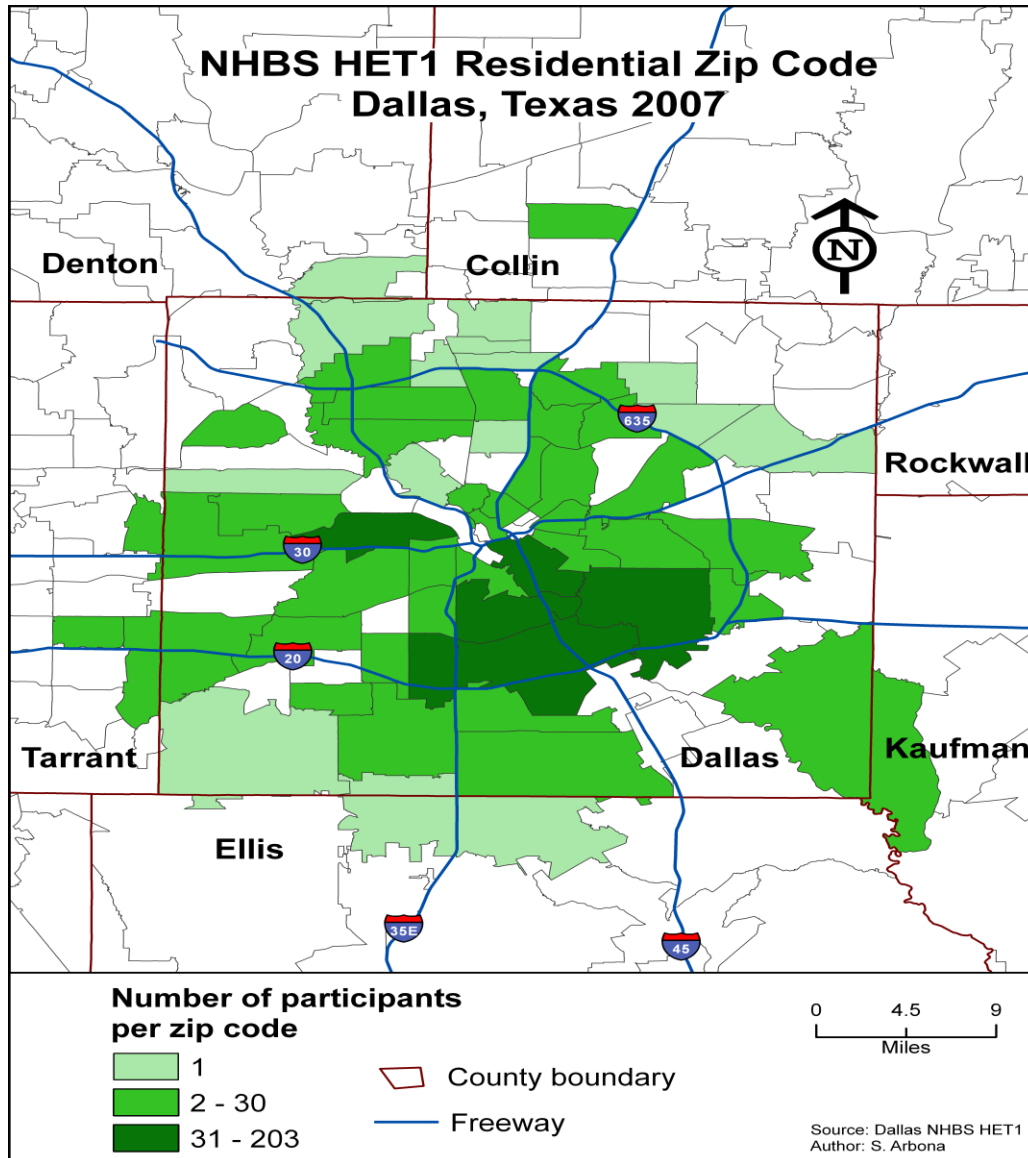 NHBS HET1 Residential Zip Code
Dallas, Texas 2007
N
Denton
Collin
635
Rockwall
30
20
Tarrant
Dallas
Kaufman
Ellis
35E
45
Number of participants
per zip code
1
2 - 30
31 - 203
County boundary
Freeway
0 4.5 9
Miles
Source: Dallas NHBS HET1
Author: S. Arbona